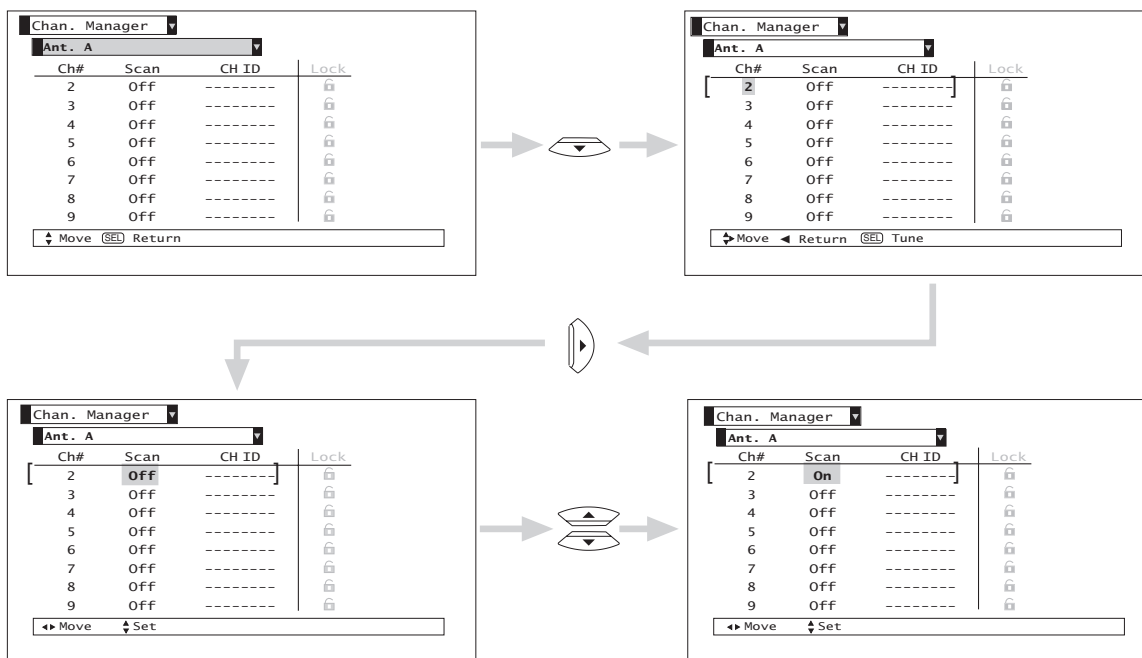 Chan. Manager
Ant. A
Ch# Scan CH ID Lock
2 Off --------
3 Off --------
4 Off --------
5 Off --------
6 Off --------
7 Off --------
8 Off --------
9 Off --------
Move SEL Return
Chan. Manager
Ant. A
Ch# Scan CH ID Lock
[ 2 Off --------]
3 Off --------
4 Off --------
5 Off --------
6 Off --------
7 Off --------
8 Off --------
9 Off --------
Move Return SEL Tune
Chan. Manager
Ant. A
Ch# Scan CH ID Lock
[ 2 Off --------]
3 Off --------
4 Off --------
5 Off --------
6 Off --------
7 Off --------
8 Off --------
9 Off --------
Move Set
Chan. Manager
Ant. A
Ch# Scan CH ID Lock
[ 2 On --------]
3 Off --------
4 Off --------
5 Off --------
6 Off --------
7 Off --------
8 Off --------
9 Off --------
Move Set